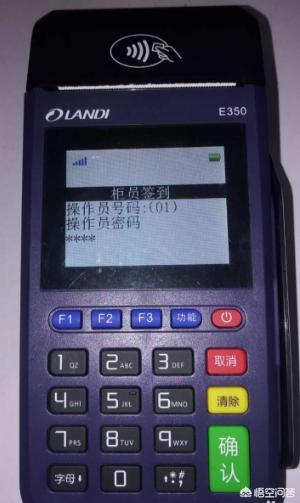 LANDI E350
柜员签到
操作员号码:(01)
操作员密码
****
F1 F2 F3 功能
1 QZ 2 ABC 3 DEF 取消
4 GHI 5 JKL 6 MNO 清除
7 PRS 8 TUV 9 WXY 确认
字母 0 .*#
悟空问答